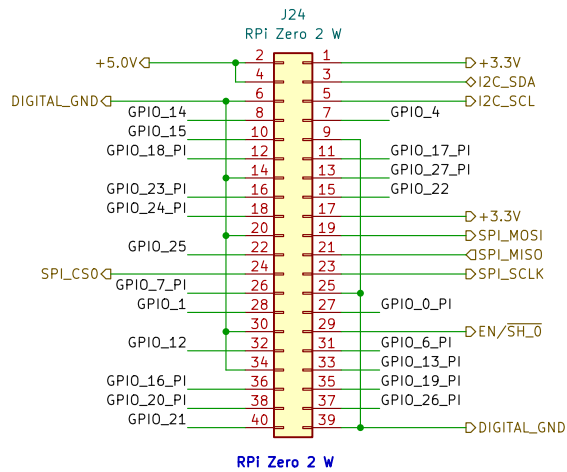 J24
RPi Zero 2 W
+5.0V 2 1 +3.3V
4 3 I2C_SDA
DIGITAL_GND 6 5 I2C_SCL
GPIO_14 8 7 GPIO_4
GPIO_15 10 9
GPIO_18_PI 12 11 GPIO_17_PI
14 13 GPIO_27_PI
GPIO_23_PI 16 15 GPIO_22
GPIO_24_PI 18 17 +3.3V
20 19 SPI_MOSI
GPIO_25 22 21 SPI_MISO
SPI_CS0 24 23 SPI_SCLK
GPIO_7_PI 26 25
GPIO_1 28 27 GPIO_0_PI
30 29 EN/SH_0
GPIO_12 32 31 GPIO_6_PI
34 33 GPIO_13_PI
GPIO_16_PI 36 35 GPIO_19_PI
GPIO_20_PI 38 37 GPIO_26_PI
GPIO_21 40 39 DIGITAL_GND
RPi Zero 2 W